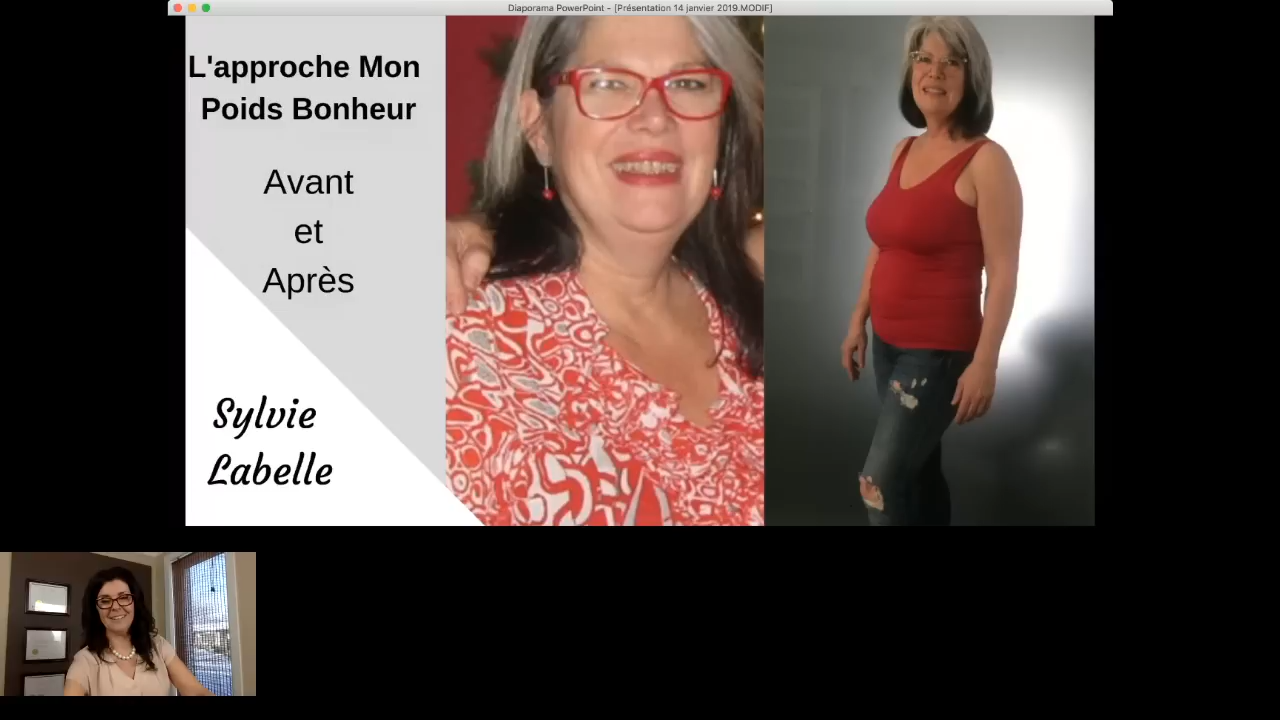 Diaporama PowerPoint - [Présentation 14 janvier 2019.MODIF]
L'approche Mon
Poids Bonheur
Avant
et
Après
Sylvie
Labelle